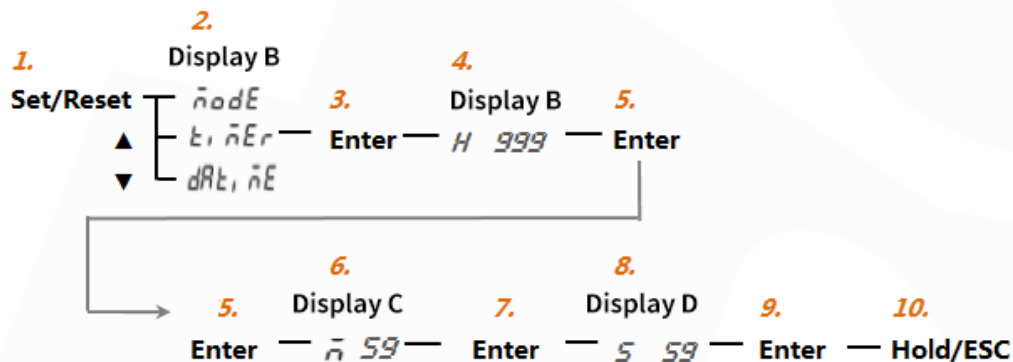 1.
2.
Display B
Set/Reset
▲
▼
modE
timEr
dAtimE
3.
Enter
4.
Display B
H 999
5.
Enter
5.
Enter
6.
Display C
m 59
7.
Enter
8.
Display D
S 59
9.
Enter
10.
Hold/ESC